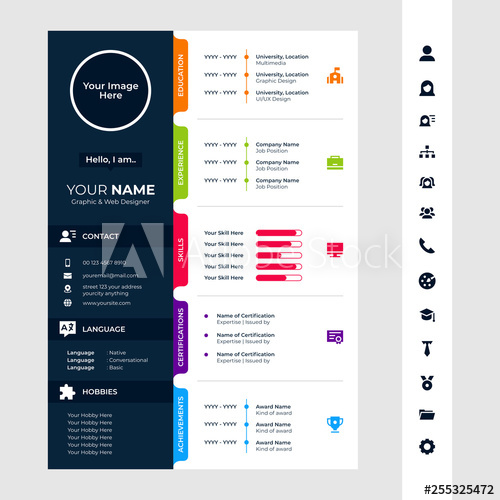 Your Image
Here
Hello, I am..
YOUR NAME
Graphic & Web Designer
CONTACT
00 123 4567 8910
youremail@mail.com
street 123 your address
yourcity anything
www.yoursite.com
LANGUAGE
Language : Native
Language : Conversational
Language : Basic
HOBBIES
Your Hobby Here
Your Hobby Here
Your Hobby Here
Your Hobby Here
Your Hobby Here
Your Hobby Here
EDUCATION
YYYY - YYYY University, Location
Multimedia
YYYY - YYYY University, Location
Graphic Design
YYYY - YYYY University, Location
UI/UX Design
EXPERIENCE
YYYY - YYYY Company Name
Job Position
YYYY - YYYY Company Name
Job Position
YYYY - YYYY Company Name
Job Position
SKILLS
Your Skill Here
Your Skill Here
Your Skill Here
Your Skill Here
Your Skill Here
CERTIFICATIONS
Name of Certification
Expertise | Issued by
Name of Certification
Expertise | Issued by
Name of Certification
Expertise | Issued by
ACHIEVEMENTS
YYYY - YYYY Award Name
Kind of award
YYYY - YYYY Award Name
Kind of award
YYYY - YYYY Award Name
Kind of award
Adobe Stock
#255325472